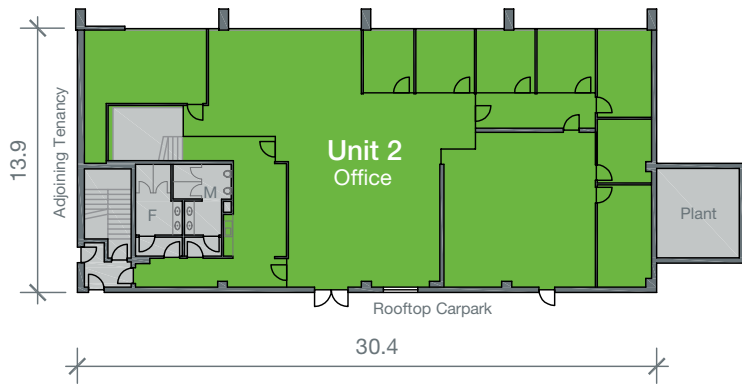 13.9
Adjoining Tenancy
Unit 2
Office
F
M
Plant
Rooftop Carpark
30.4